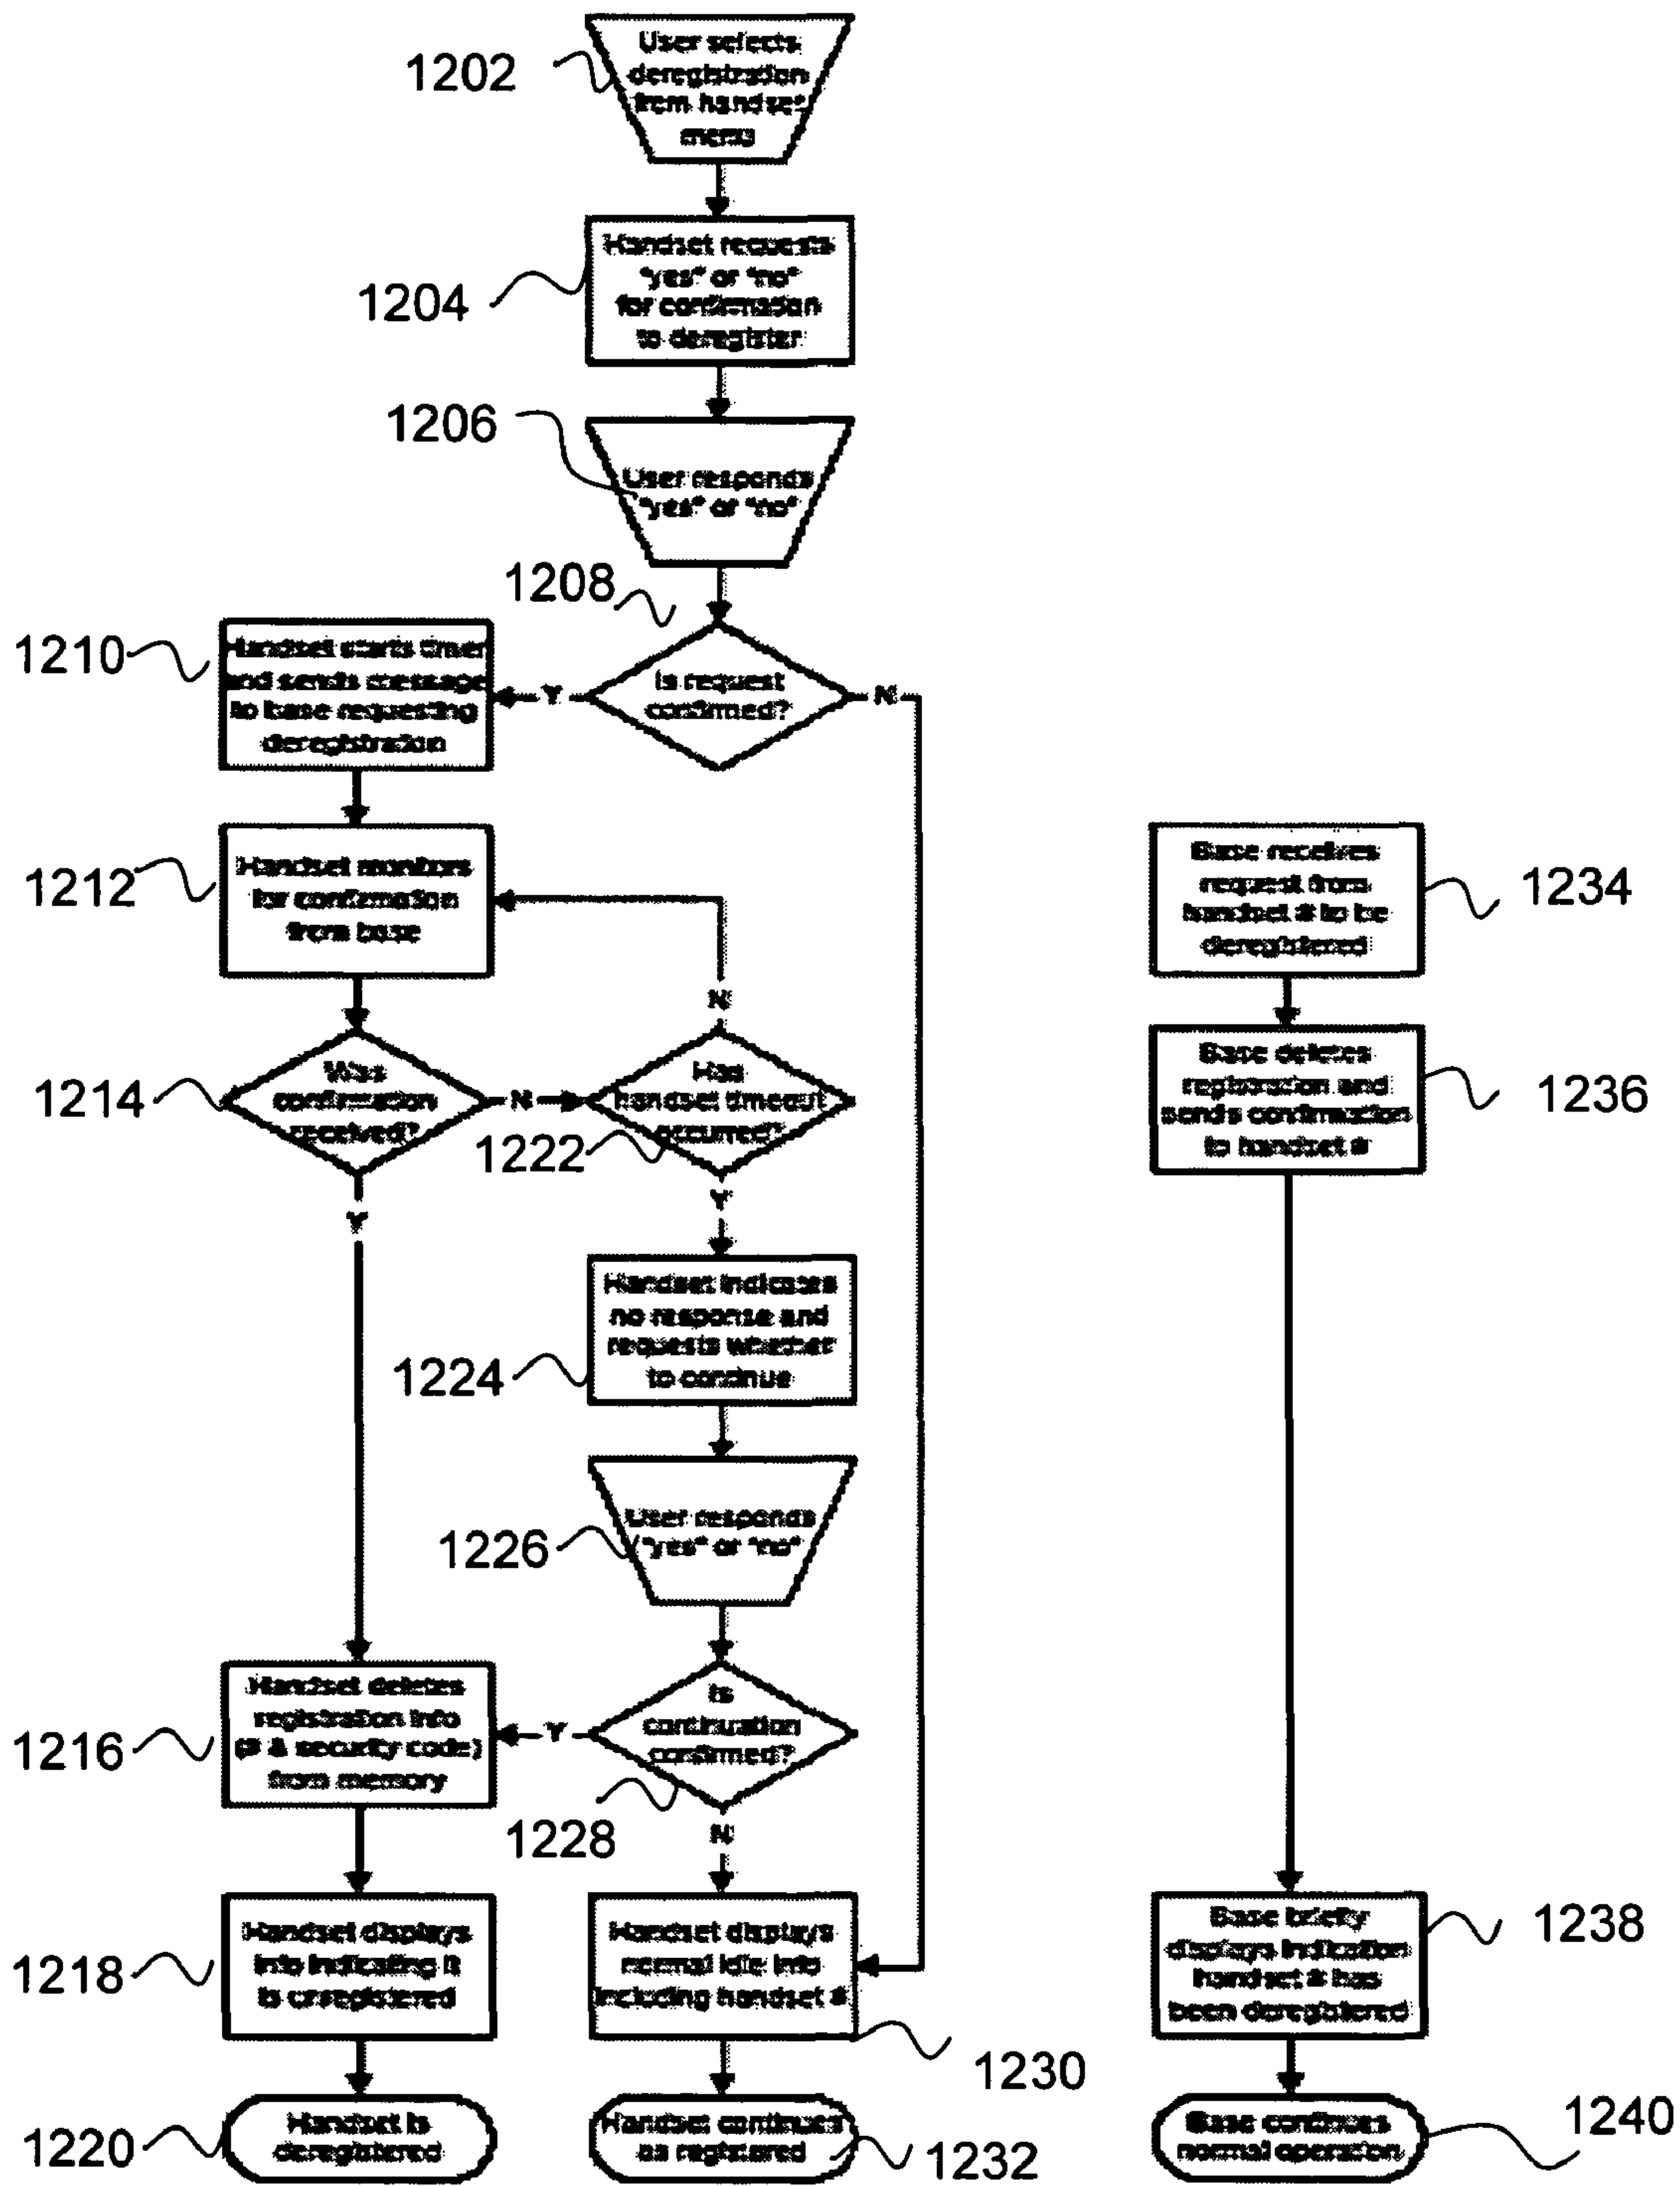 1202
User selects
deregistration
from handset
menu
1204
Handset requests
"yes" or "no"
for confirmation
to deregister
1206
User responds
"yes" or "no"
1208
Is request
confirmed?
Y
N
1210
Handset starts timer
and sends message
to base requesting
deregistration
1212
Handset monitors
for confirmation
from base
1214
Was
confirmation
received?
N
Y
1222
Has
handset timeout
occurred?
N
Y
1224
Handset indicates
no response and
requests whether
to continue
1226
User responds
"yes" or "no"
1228
Is
continuation
confirmed?
Y
N
1216
Handset deletes
registration info
(# & security code)
from memory
1218
Handset displays
info indicating it
is unregistered
1220
Handset is
deregistered
1230
Handset displays
normal idle info
including handset #
1232
Handset continues
as registered
1234
Base receives
request from
handset # to be
deregistered
1236
Base deletes
registration and
sends confirmation
to handset #
1238
Base briefly
displays indication
handset # has
been deregistered
1240
Base continues
normal operation